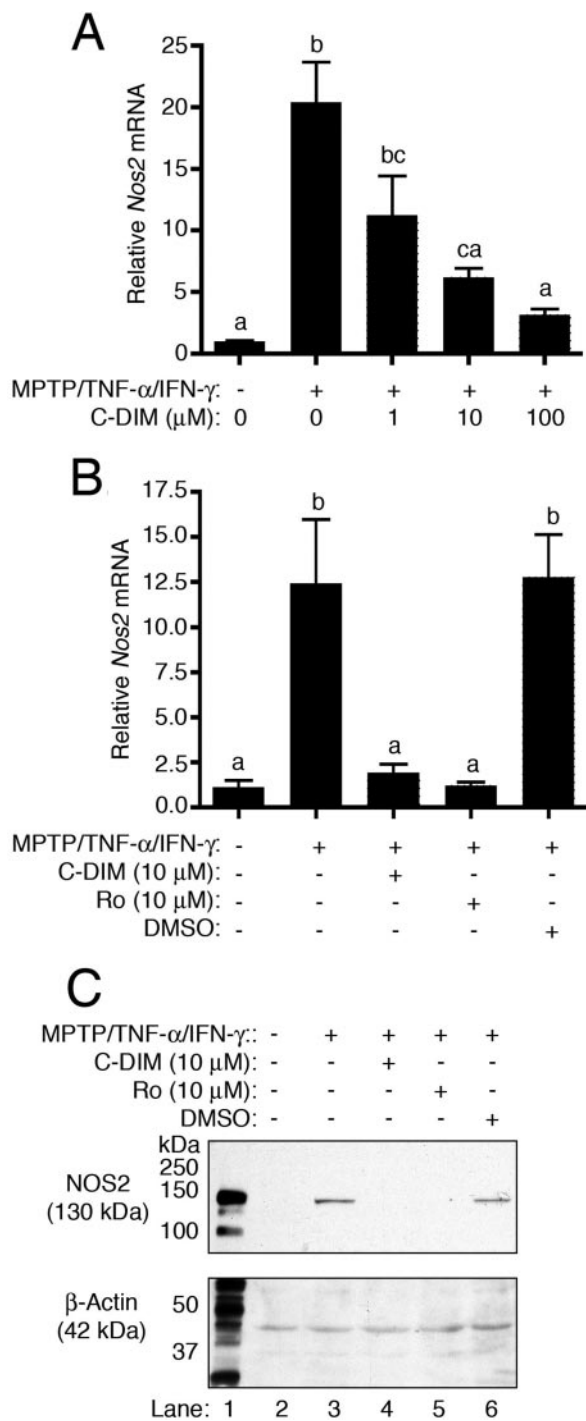 A
Relative Nos2 mRNA
25
20
15
10
5
0
a
b
bc
ca
a
MPTP/TNF-α/IFN-γ: - + + + +
C-DIM (μM): 0 0 1 10 100
B
Relative Nos2 mRNA
17.5
15.0
12.5
10.0
7.5
5.0
2.5
0.0
a
b
a
a
b
MPTP/TNF-α/IFN-γ: - + + + +
C-DIM (10 μM): - - + - -
Ro (10 μM): - - - + -
DMSO: - - - - +
C
MPTP/TNF-α/IFN-γ:: - + + + +
C-DIM (10 μM): - - + - -
Ro (10 μM): - - - + -
DMSO: - - - - +
kDa
250
NOS2 150
(130 kDa)
100
β-Actin 50
(42 kDa)
37
Lane: 1 2 3 4 5 6